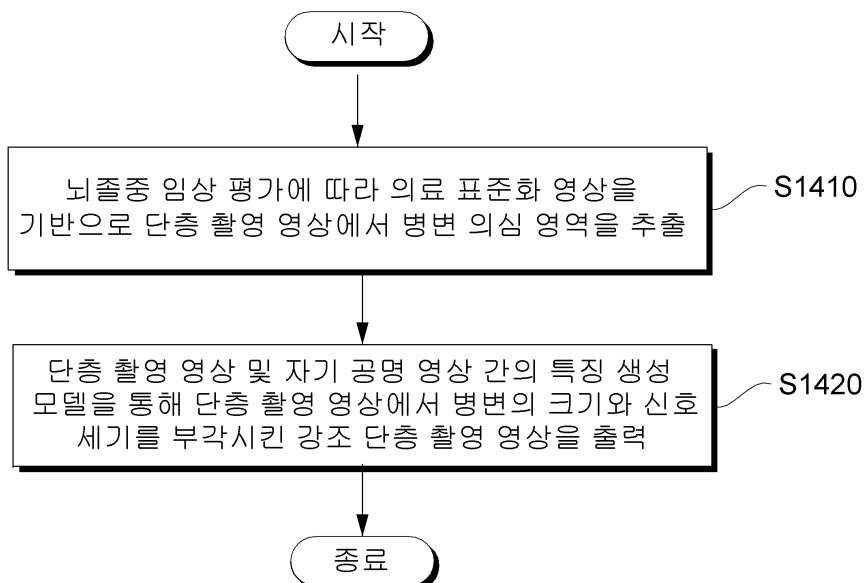 시작
뇌졸중 임상 평가에 따라 의료 표준화 영상을
기반으로 단층 촬영 영상에서 병변 의심 영역을 추출
S1410
단층 촬영 영상 및 자기 공명 영상 간의 특징 생성
모델을 통해 단층 촬영 영상에서 병변의 크기와 신호
세기를 부각시킨 강조 단층 촬영 영상을 출력
S1420
종료